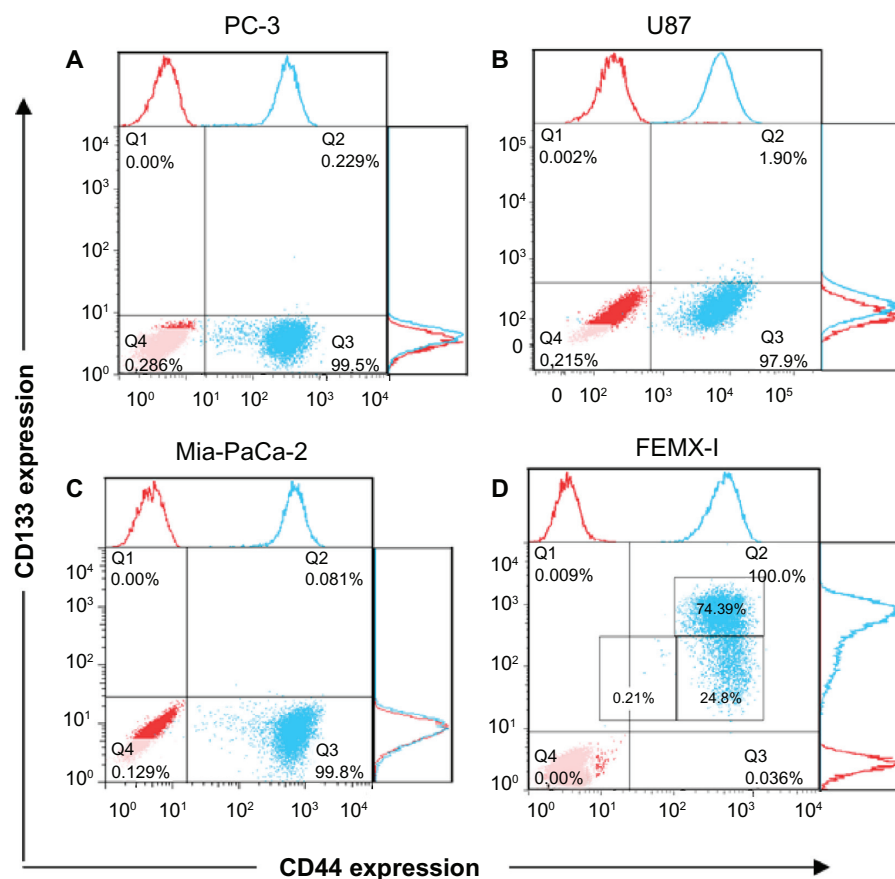 PC-3
U87
A
B
Q1
0.00%
Q2
0.229%
Q4
0.286%
Q3
99.5%
10⁴
10³
10²
10¹
10⁰
10⁰
10¹
10²
10³
10⁴
Q1
0.002%
Q2
1.90%
Q4
0,215%
Q3
97.9%
10⁵
10³
10²
0
0
10²
10³
10⁴
10⁵
Mia-PaCa-2
FEMX-I
C
D
Q1
0.00%
Q2
0.081%
Q4
0.129%
Q3
99.8%
10⁴
10³
10²
10¹
10⁰
10⁰
10¹
10²
10³
10⁴
Q1
0.009%
Q2
100.0%
74.39%
0.21%
24.8%
Q4
0.00%
Q3
0.036%
10⁴
10³
10²
10¹
10⁰
10⁰
10¹
10²
10³
10⁴
CD133 expression
CD44 expression